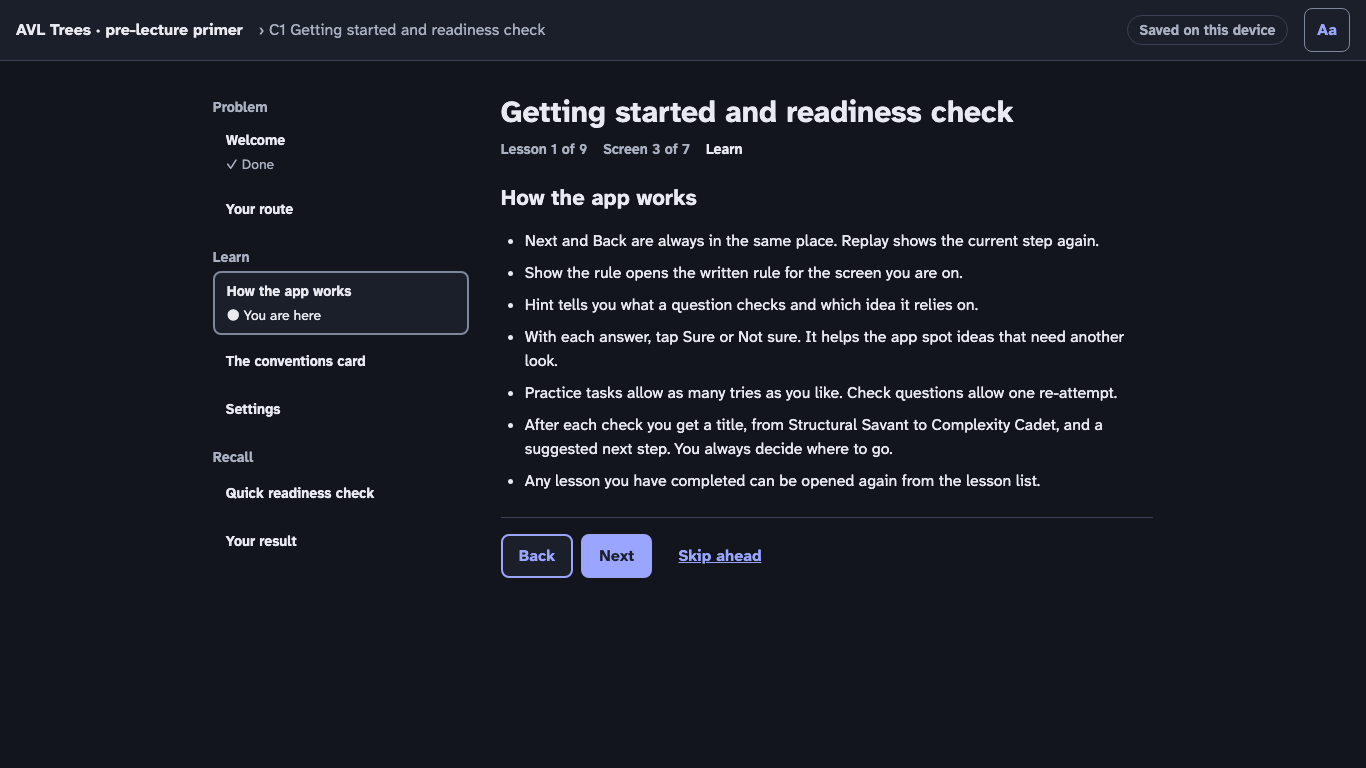 AVL Trees · pre-lecture primer
› C1 Getting started and readiness check
Saved on this device
Aa
Problem
Welcome
✓ Done
Your route
Learn
How the app works
You are here
The conventions card
Settings
Recall
Quick readiness check
Your result
Getting started and readiness check
Lesson 1 of 9 Screen 3 of 7 Learn
How the app works
• Next and Back are always in the same place. Replay shows the current step again.
• Show the rule opens the written rule for the screen you are on.
• Hint tells you what a question checks and which idea it relies on.
• With each answer, tap Sure or Not sure. It helps the app spot ideas that need another
look.
• Practice tasks allow as many tries as you like. Check questions allow one re-attempt.
• After each check you get a title, from Structural Savant to Complexity Cadet, and a
suggested next step. You always decide where to go.
• Any lesson you have completed can be opened again from the lesson list.
Back Next Skip ahead